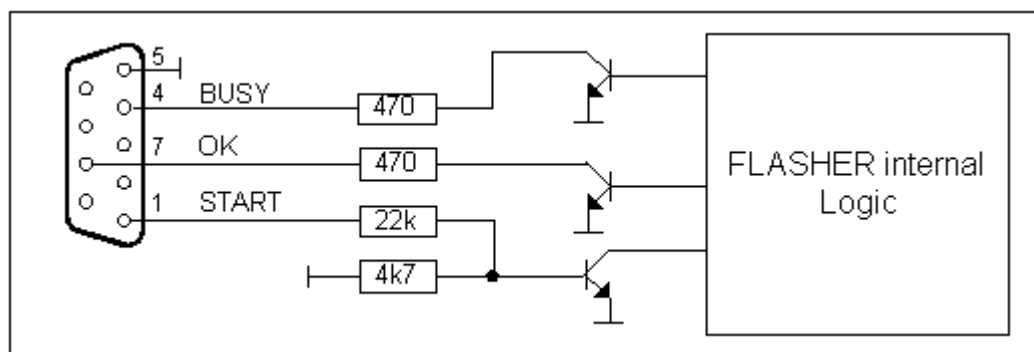 5
4 BUSY 470
7 OK 470
FLASHER internal
Logic
1 START 22k
4k7